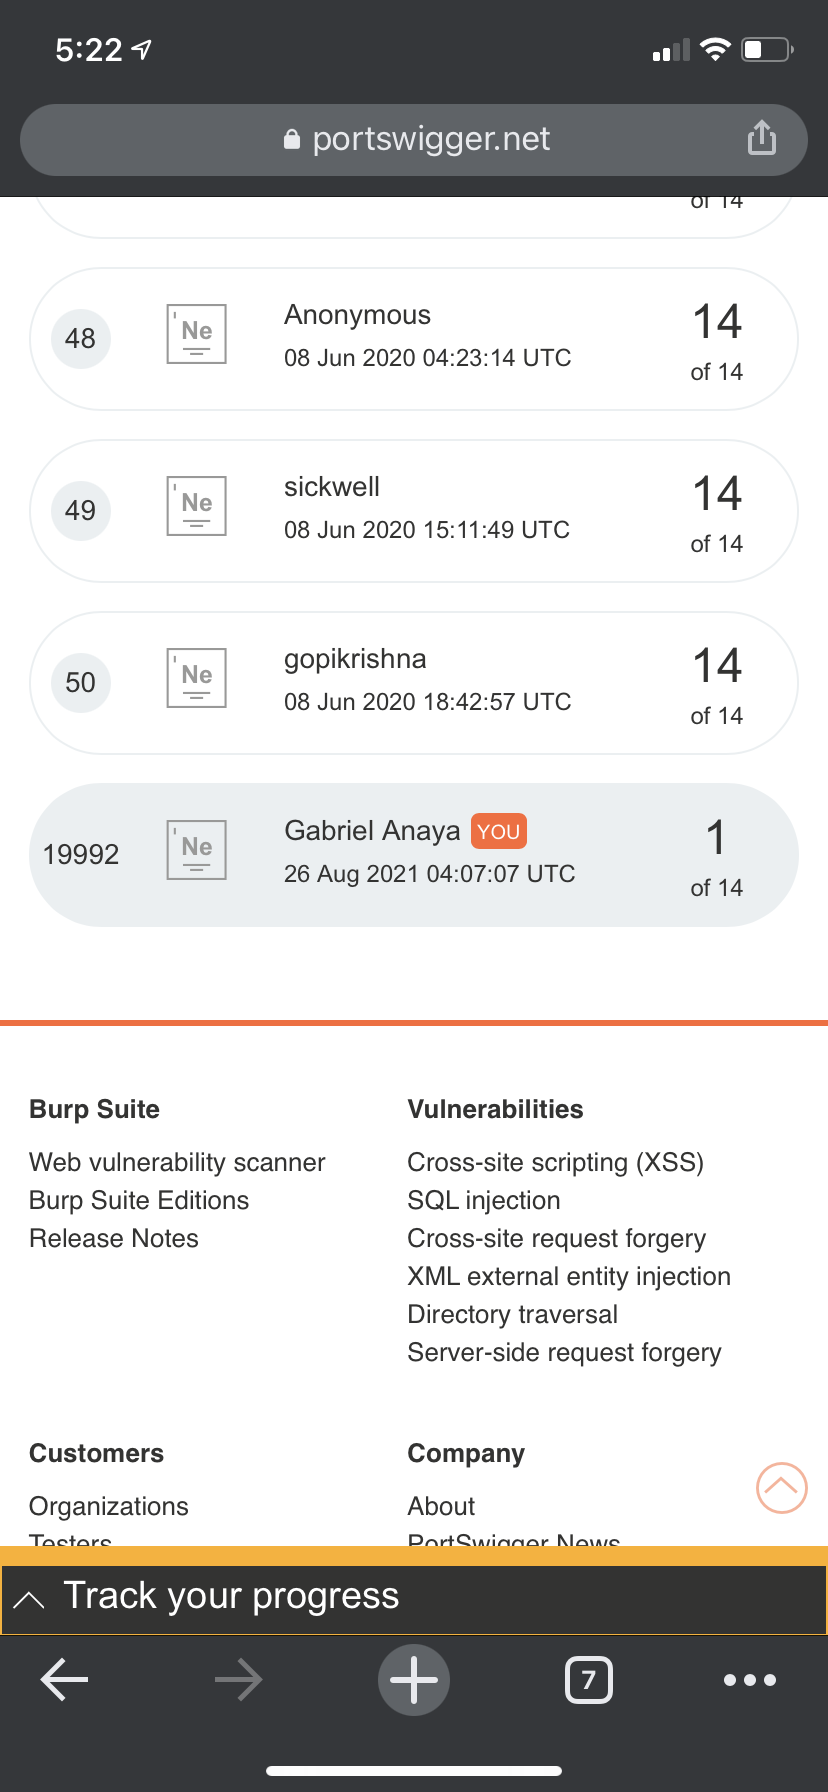 5:22
portswigger.net
of 14
48
Ne
Anonymous
08 Jun 2020 04:23:14 UTC
14
of 14
49
Ne
sickwell
08 Jun 2020 15:11:49 UTC
14
of 14
50
Ne
gopikrishna
08 Jun 2020 18:42:57 UTC
14
of 14
19992
Ne
Gabriel Anaya YOU
26 Aug 2021 04:07:07 UTC
1
of 14
Burp Suite
Web vulnerability scanner
Burp Suite Editions
Release Notes
Vulnerabilities
Cross-site scripting (XSS)
SQL injection
Cross-site request forgery
XML external entity injection
Directory traversal
Server-side request forgery
Customers
Organizations
Testers
Company
About
PortSwigger News
Track your progress
7